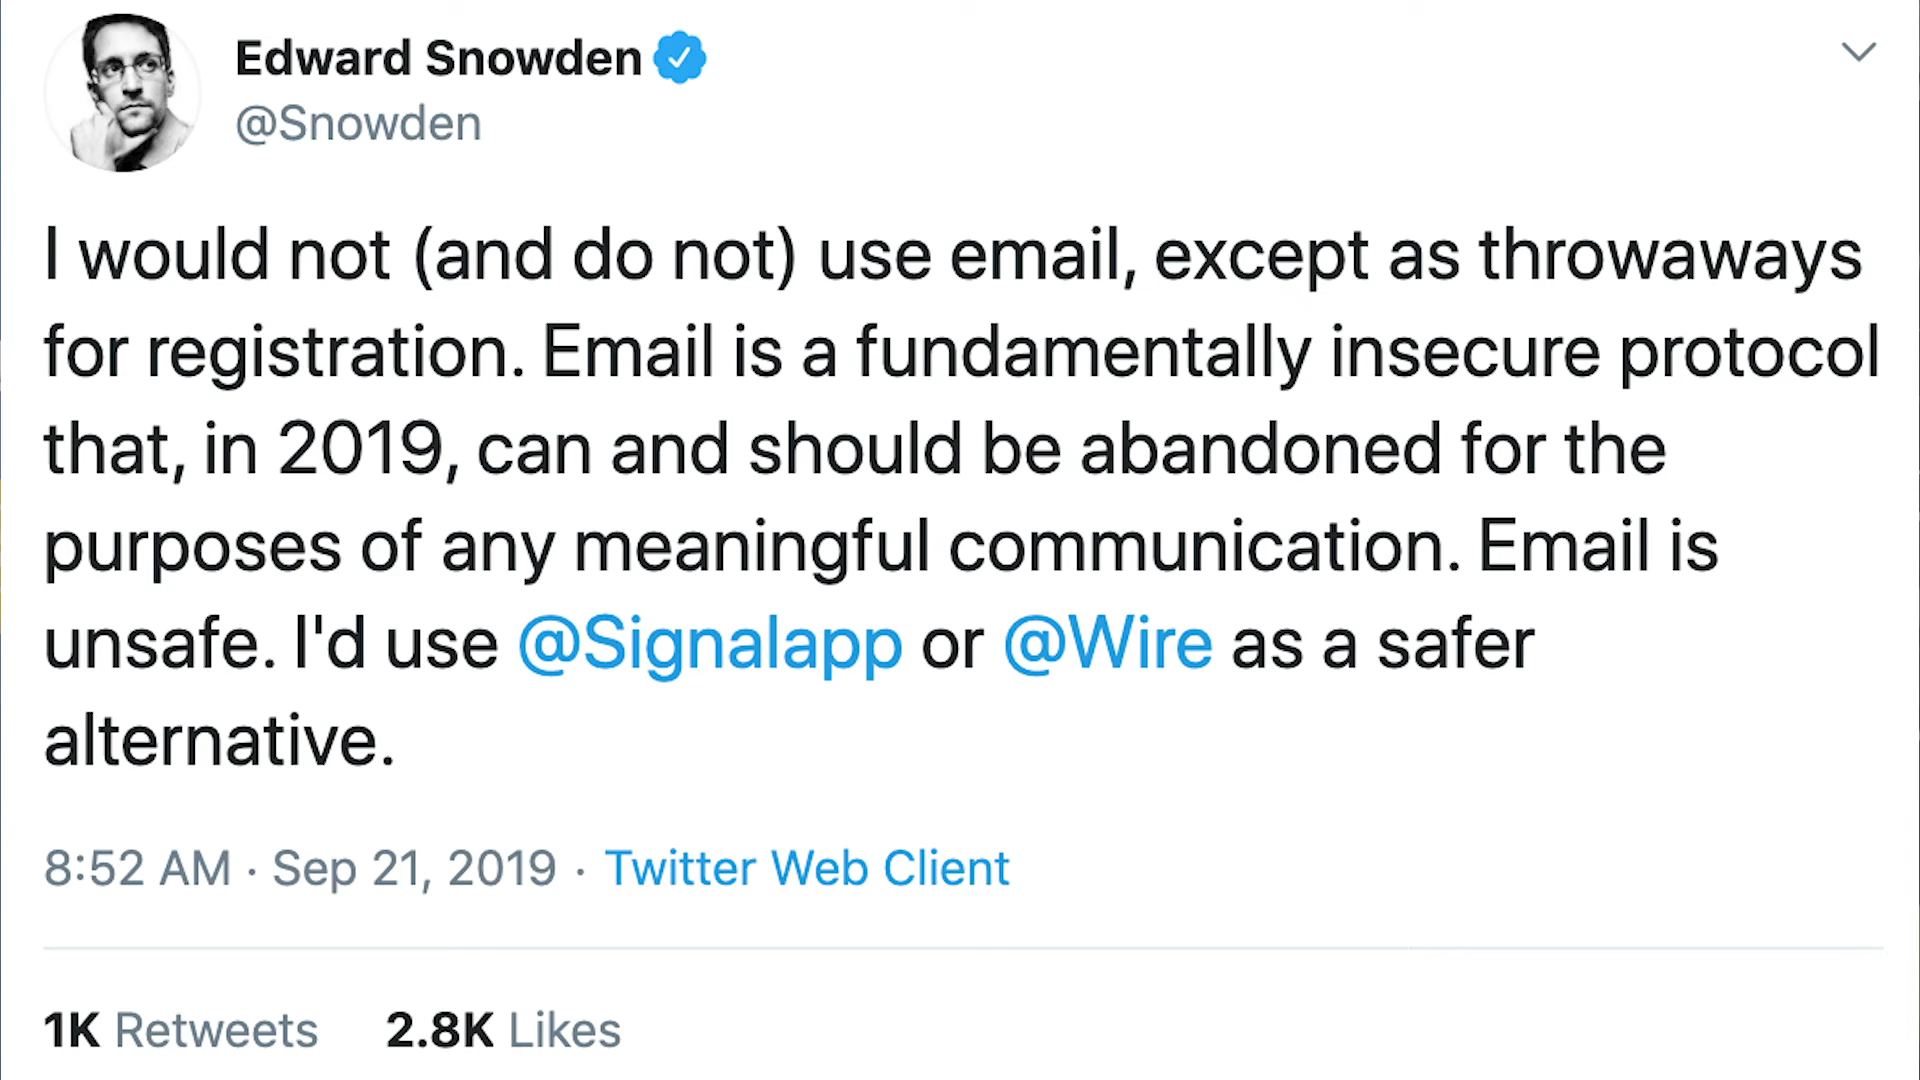 Edward Snowden
@Snowden
I would not (and do not) use email, except as throwaways
for registration. Email is a fundamentally insecure protocol
that, in 2019, can and should be abandoned for the
purposes of any meaningful communication. Email is
unsafe. I'd use @Signalapp or @Wire as a safer
alternative.
8:52 AM · Sep 21, 2019 · Twitter Web Client
1K Retweets 2.8K Likes